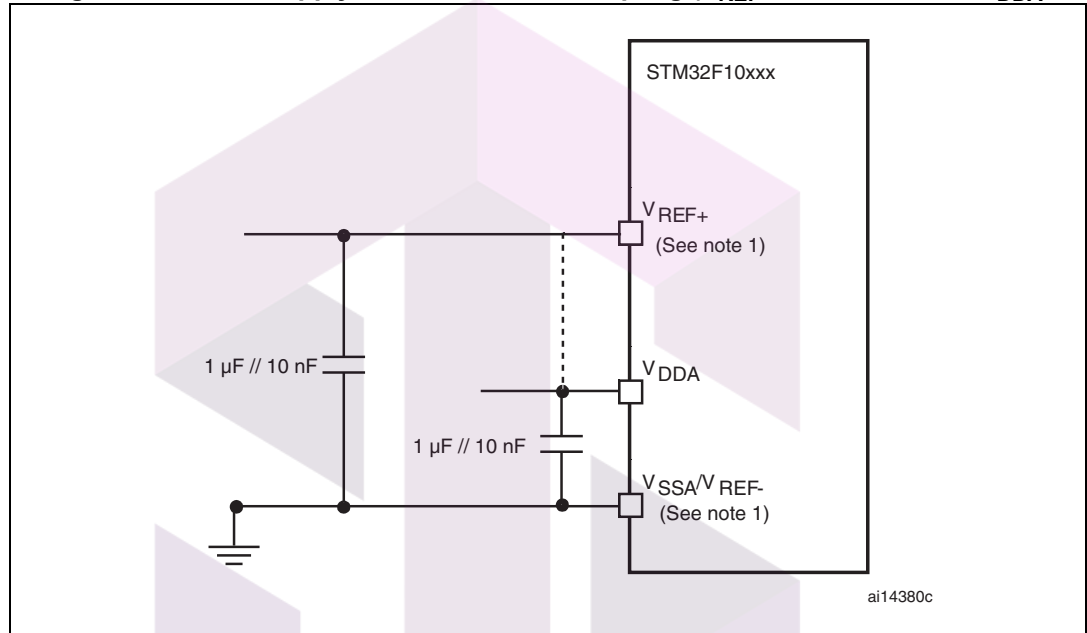 STM32F10xxx
VREF+
(See note 1)
1 µF // 10 nF
VDDA
1 µF // 10 nF
VSSA/VREF-
(See note 1)
ai14380c